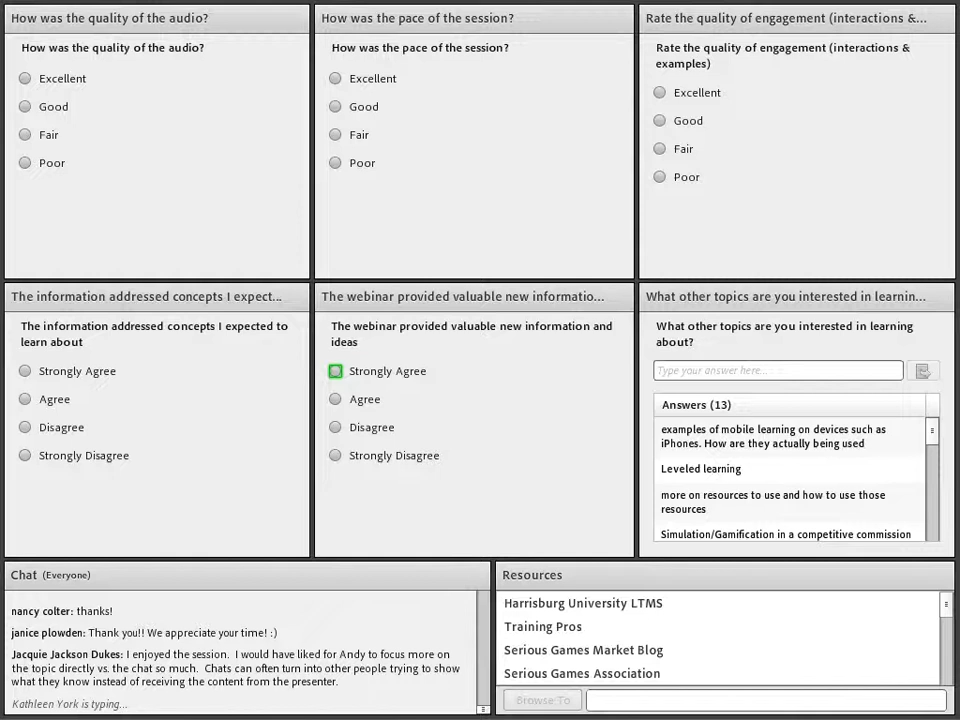 How was the quality of the audio?
How was the quality of the audio?
Excellent
Good
Fair
Poor
How was the pace of the session?
How was the pace of the session?
Excellent
Good
Fair
Poor
Rate the quality of engagement (interactions &...
Rate the quality of engagement (interactions &
examples)
Excellent
Good
Fair
Poor
The information addressed concepts I expect...
The information addressed concepts I expected to
learn about
Strongly Agree
Agree
Disagree
Strongly Disagree
The webinar provided valuable new informatio...
The webinar provided valuable new information and
ideas
Strongly Agree
Agree
Disagree
Strongly Disagree
What other topics are you interested in learnin...
What other topics are you interested in learning
about?
Type your answer here...
Answers (13)
examples of mobile learning on devices such as
iPhones. How are they actually being used
Leveled learning
more on resources to use and how to use those
resources
Simulation/Gamification in a competitive commission
Chat (Everyone)
nancy colter: thanks!
janice plowden: Thank you!! We appreciate your time! :)
Jacquie Jackson Dukes: I enjoyed the session. I would have liked for Andy to focus more on
the topic directly vs. the chat so much. Chats can often turn into other people trying to show
what they know instead of receiving the content from the presenter.
Kathleen York is typing...
Resources
Harrisburg University LTMS
Training Pros
Serious Games Market Blog
Serious Games Association
Browse To